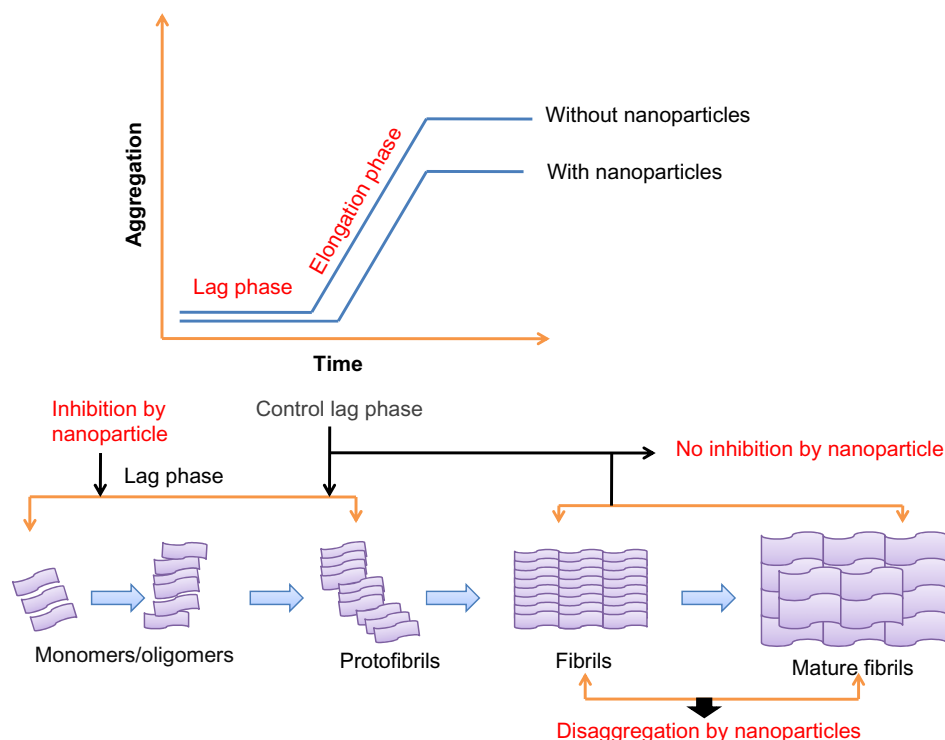 Without nanoparticles
With nanoparticles
Aggregation
Elongation phase
Lag phase
Time
Inhibition by
nanoparticle
Control lag phase
No inhibition by nanoparticle
Lag phase
Monomers/oligomers
Protofibrils
Fibrils
Mature fibrils
Disaggregation by nanoparticles